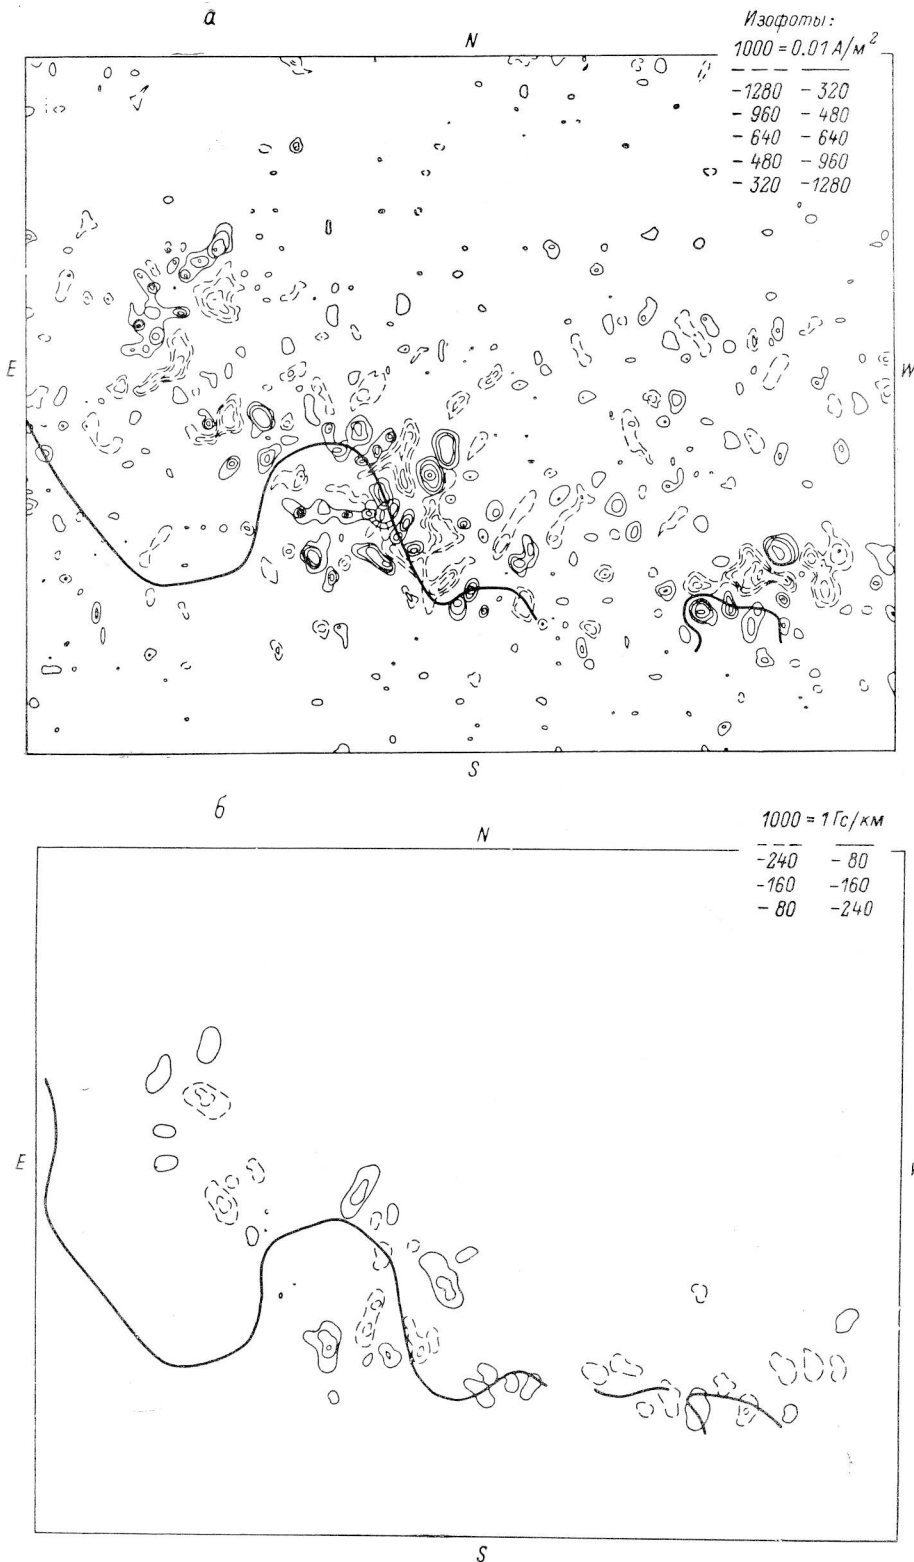 а
Изофоты:
1000 = 0.01 А/м²
N
-1280 - 320
- 960 - 480
- 640 - 640
- 480 - 960
- 320 -1280
E
W
S
б
1000 = 1 Гс/км
N
-240 - 80
-160 -160
- 80 -240
E
S